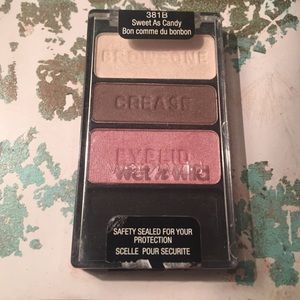 381B
Sweet As Candy
Bon comme du bonbon
BROWBONE
CREASE
EYELID
wet n wild
SAFETY SEALED FOR YOUR
PROTECTION
SCELLE POUR SECURITE